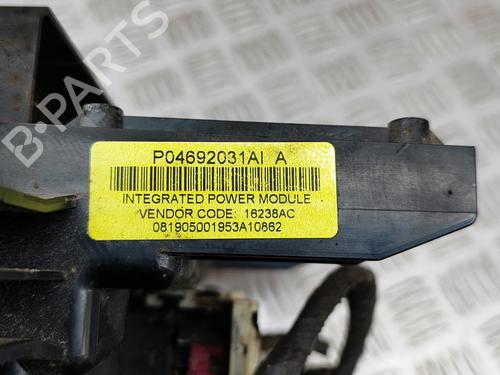 P04692031AI A
INTEGRATED POWER MODULE
VENDOR CODE: 16238AC
081905001953A10862
B-PARTS